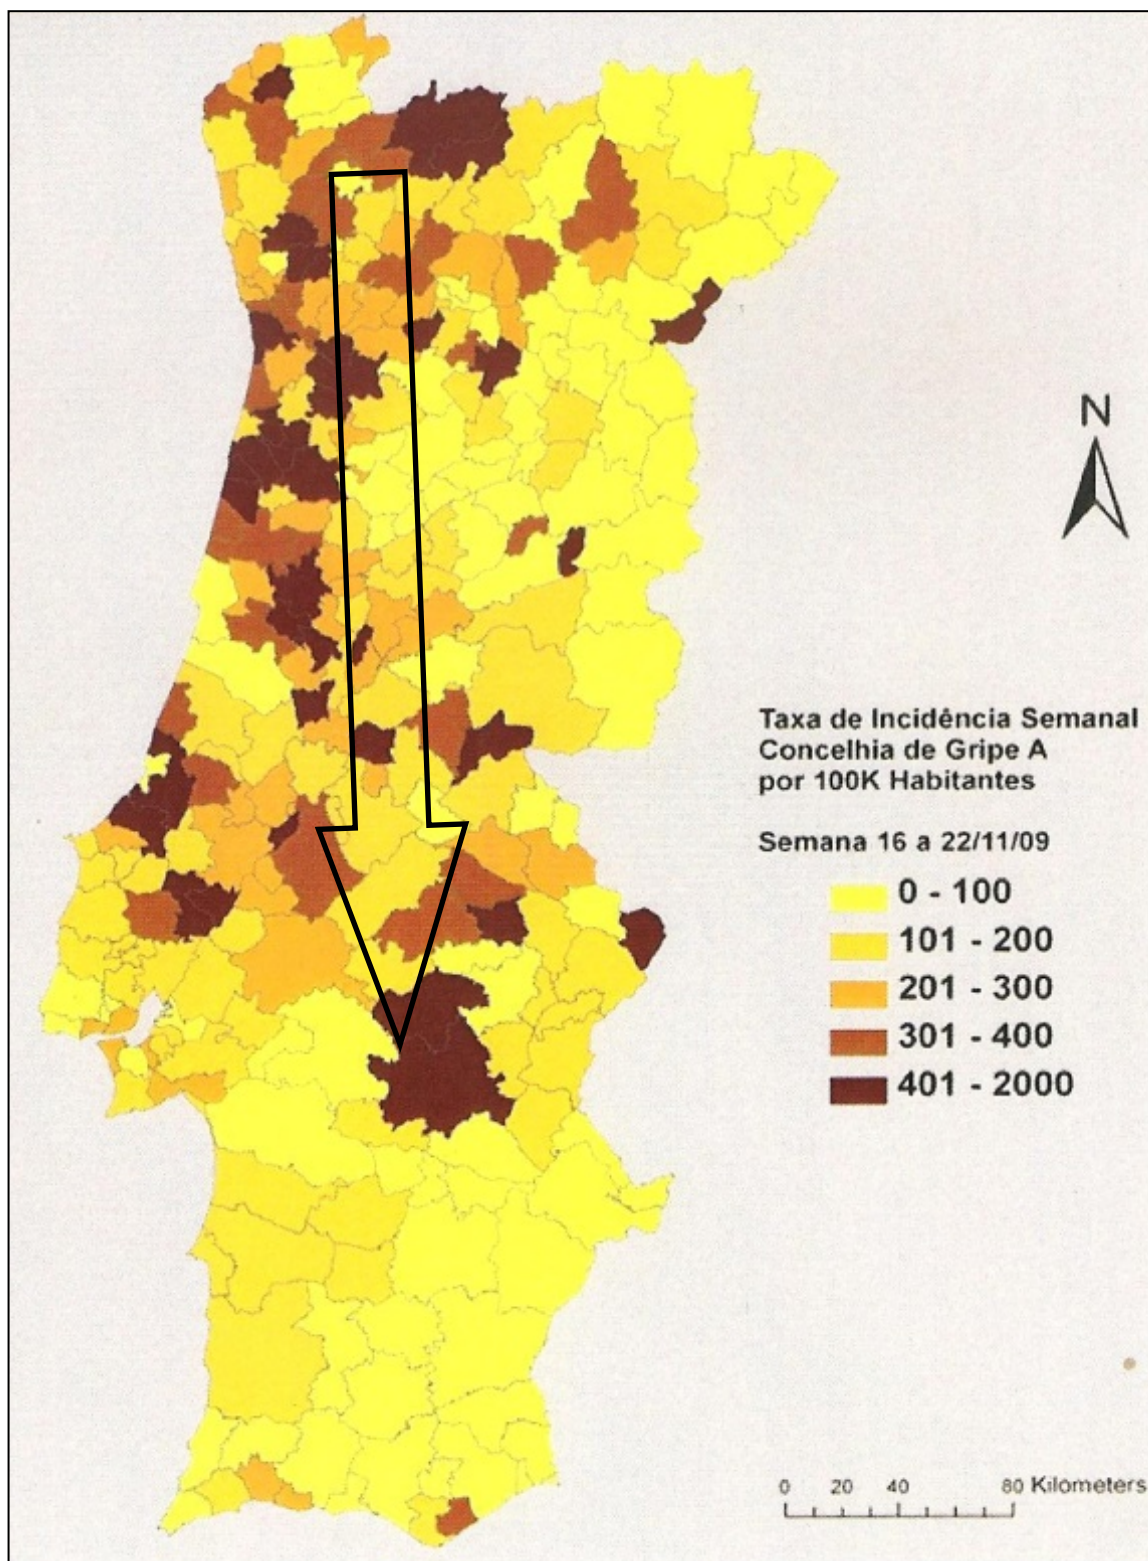 N
Taxa de Incidência Semanal
Concelhia de Gripe A
por 100K Habitantes
Semana 16 a 22/11/09
0 - 100
101 - 200
201 - 300
301 - 400
401 - 2000
0 20 40 80 Kilometers